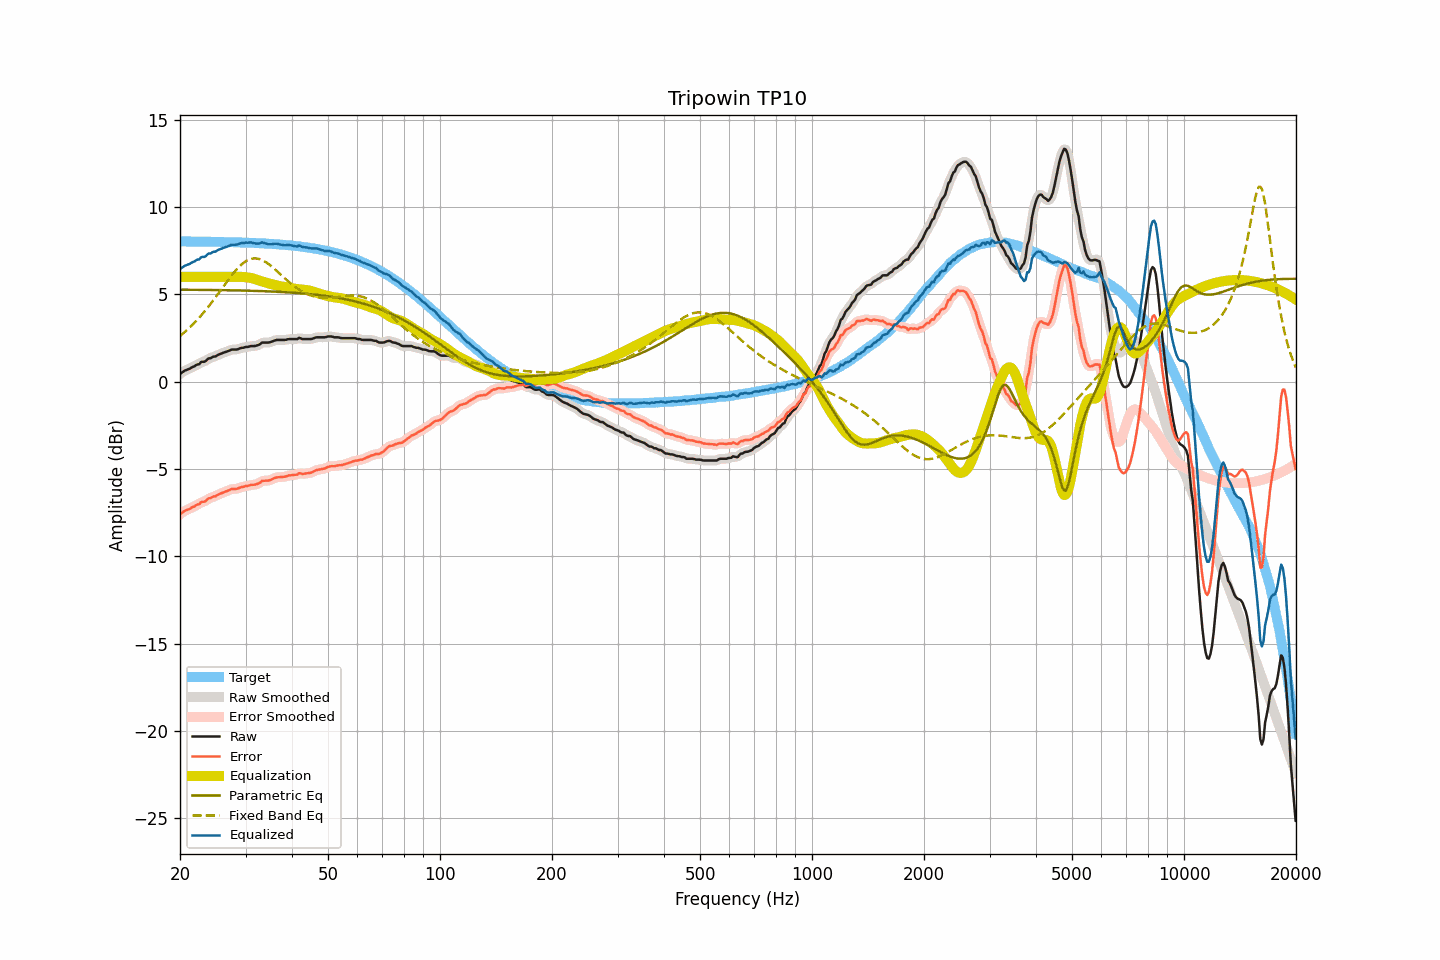 Tripowin TP10
15
10
5
0
−5
−10
−15
−20
−25
Amplitude (dBr)
Target
Raw Smoothed
Error Smoothed
Raw
Error
Equalization
Parametric Eq
Fixed Band Eq
Equalized
20 50 100 200 500 1000 2000 5000 10000 20000
Frequency (Hz)